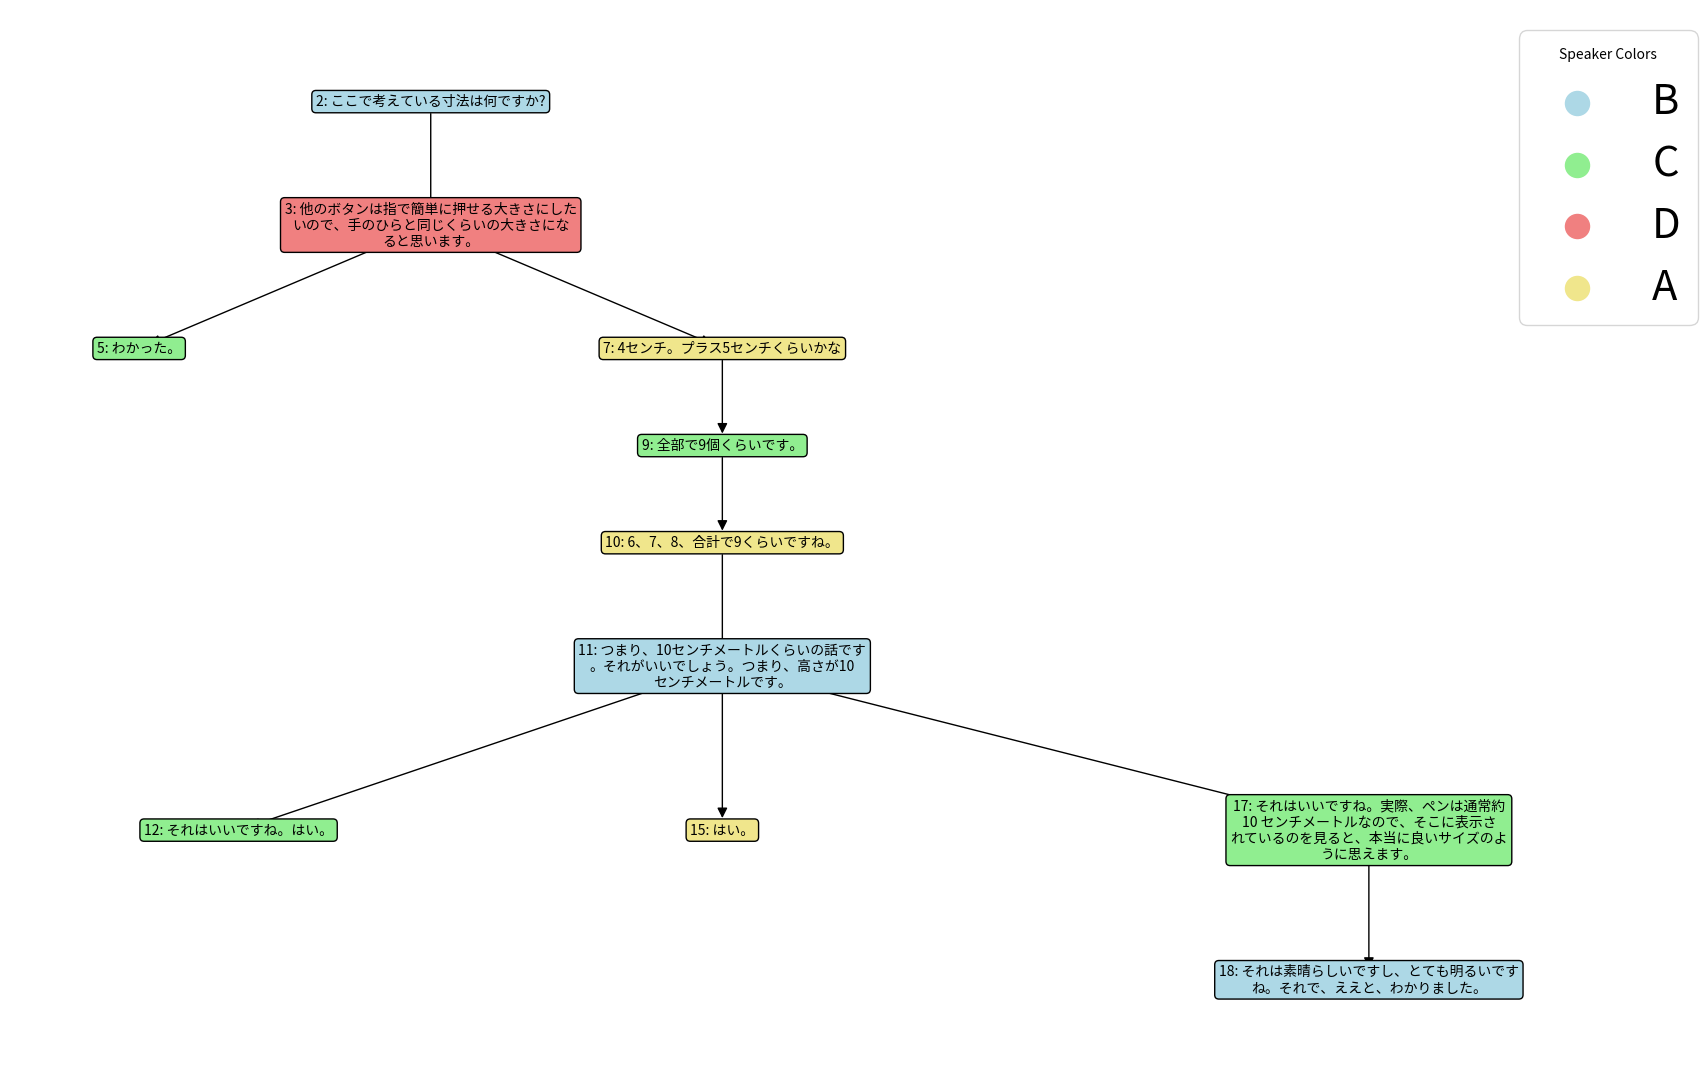 2: ここで考えている寸法は何ですか?
3: 他のボタンは指で簡単に押せる大きさにした
いので、手のひらと同じくらいの大きさにな
ると思います。
5: わかった。
7: 4センチ。プラス5センチくらいかな
9: 全部で9個くらいです。
10: 6、7、8、合計で9くらいですね。
11: つまり、10センチメートルくらいの話です
。それがいいでしょう。つまり、高さが10
センチメートルです。
12: それはいいですね。はい。
15: はい。
17: それはいいですね。実際、ペンは通常約
10 センチメートルなので、そこに表示さ
れているのを見ると、本当に良いサイズのよ
うに思えます。
18: それは素晴らしいですし、とても明るいです
ね。それで、ええと、わかりました。
Speaker Colors
B
C
D
A